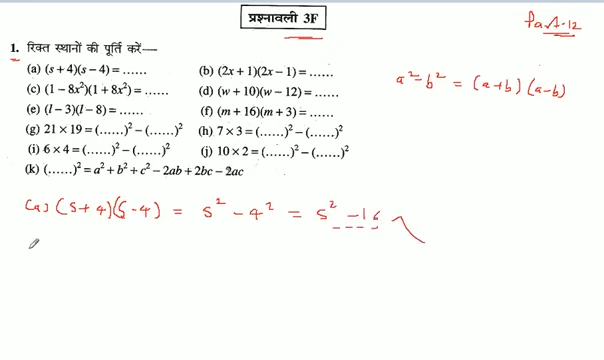 प्रश्नावली 3F
Part-12
1. रिक्त स्थानों की पूर्ति करें—
(a) (s + 4)(s − 4) = ...... (b) (2x + 1)(2x − 1) = ......
(c) (1 − 8x²)(1 + 8x²) = ...... (d) (w + 10)(w − 12) = ......
a² − b² = (a+b) (a-b)
(e) (l − 3)(l − 8) = ...... (f) (m + 16)(m + 3) = ......
(g) 21 × 19 = (......)² − (......)² (h) 7 × 3 = (......)² − (......)²
(i) 6 × 4 = (......)² − (......)² (j) 10 × 2 = (......)² − (......)²
(k) (......)² = a² + b² + c² − 2ab + 2bc − 2ac
(a) (s + 4)(s - 4) = s² - 4² = s² - 16